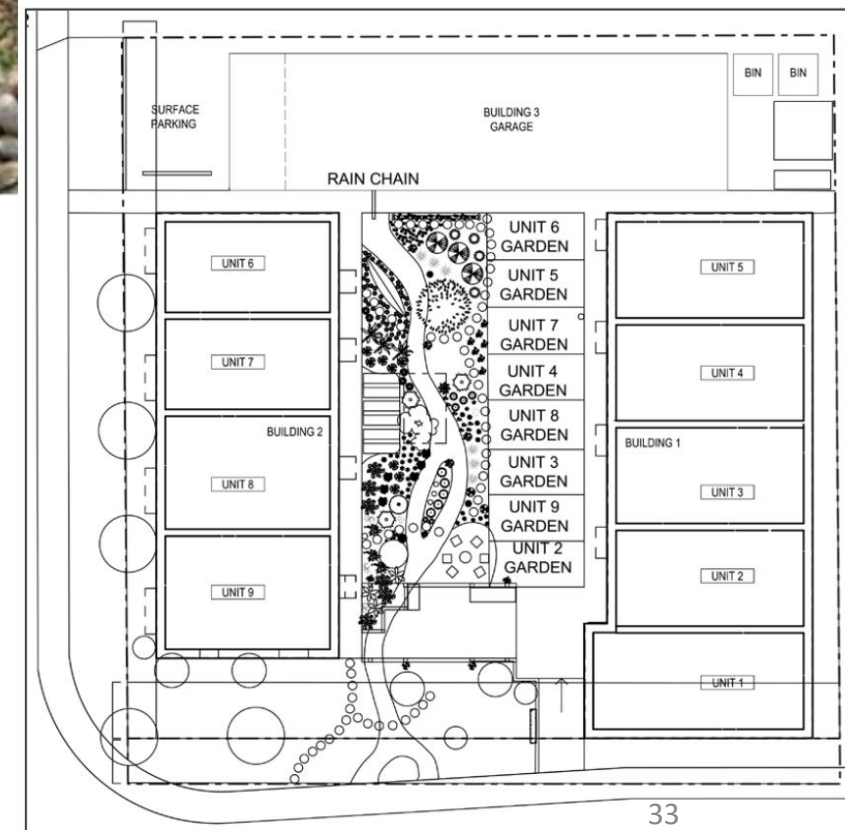 BIN
BIN
SURFACE
PARKING
BUILDING 3
GARAGE
RAIN CHAIN
UNIT 6
UNIT 7
BUILDING 2
UNIT 8
UNIT 9
UNIT 6
GARDEN
UNIT 5
GARDEN
UNIT 7
GARDEN
UNIT 4
GARDEN
UNIT 8
GARDEN
UNIT 3
GARDEN
UNIT 9
GARDEN
UNIT 2
GARDEN
UNIT 5
UNIT 4
BUILDING 1
UNIT 3
UNIT 2
UNIT 1
33